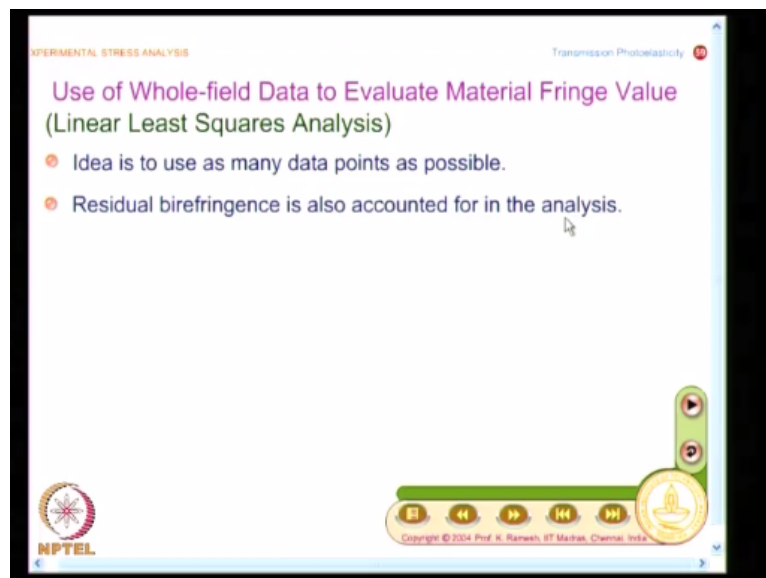 XPERIMENTAL STRESS ANALYSIS
Transmission Photoelasticity 59
Use of Whole-field Data to Evaluate Material Fringe Value
(Linear Least Squares Analysis)
Idea is to use as many data points as possible.
Residual birefringence is also accounted for in the analysis.
NPTEL
Copyright © 2004 Prof. K. Ramesh, IIT Madras, Chennai, India